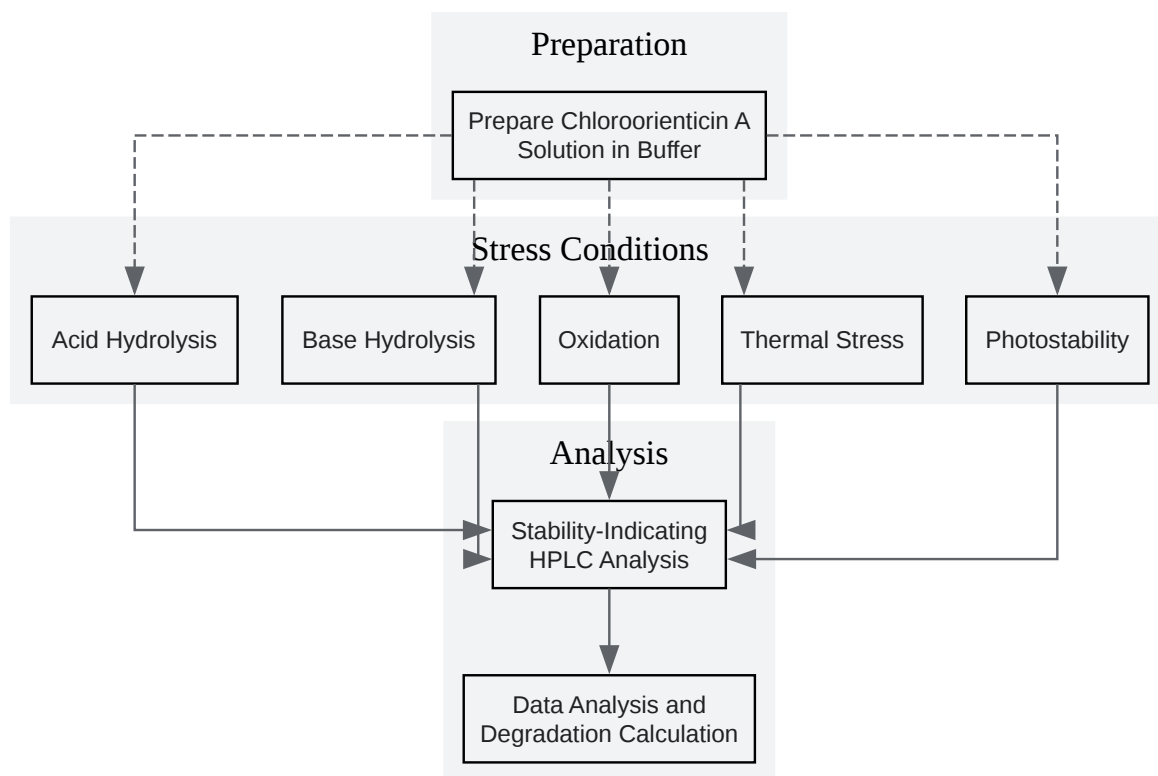 Preparation
Prepare Chloroorienticin A
Solution in Buffer
Stress Conditions
Acid Hydrolysis
Base Hydrolysis
Oxidation
Thermal Stress
Photostability
Analysis
Stability-Indicating
HPLC Analysis
Data Analysis and
Degradation Calculation